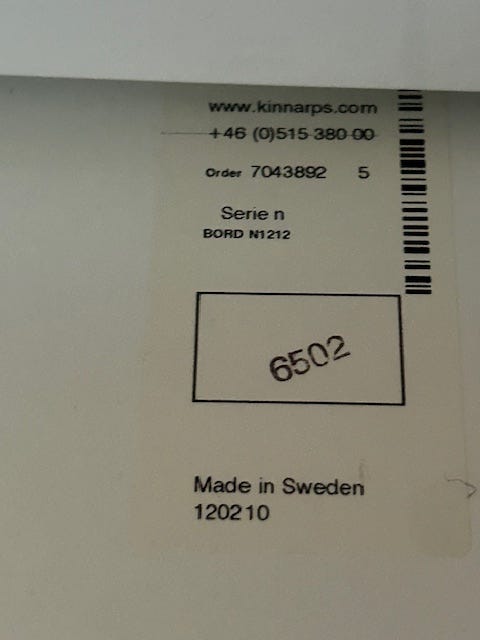 www.kinnarps.com
+46 (0)515 380 00
Order 7043892 5
Serie n
BORD N1212
6502
Made in Sweden
120210